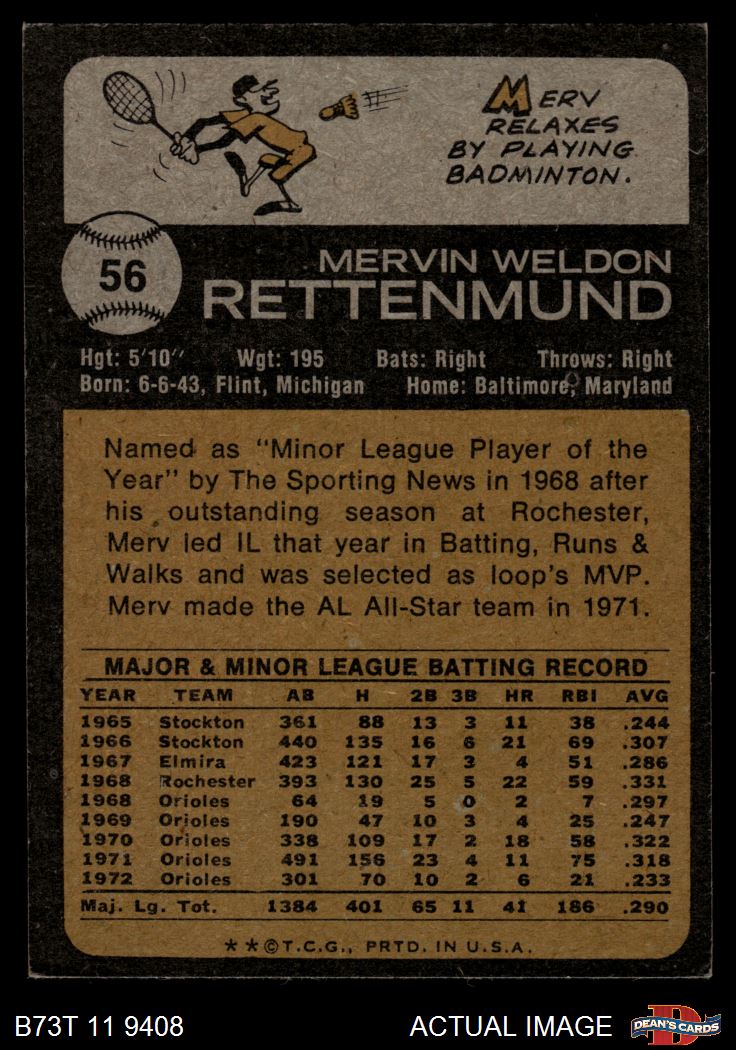 MERV
RELAXES
BY PLAYING
BADMINTON.
56
MERVIN WELDON
RETTENMUND
Hgt: 5'10" Wgt: 195 Bats: Right Throws: Right
Born: 6-6-43, Flint, Michigan Home: Baltimore, Maryland
Named as "Minor League Player of the
Year" by The Sporting News in 1968 after
his outstanding season at Rochester,
Merv led IL that year in Batting, Runs &
Walks and was selected as loop's MVP.
Merv made the AL All-Star team in 1971.
MAJOR & MINOR LEAGUE BATTING RECORD
YEAR TEAM AB H 2B 3B HR RBI AVG
1965 Stockton 361 88 13 3 11 38 .244
1966 Stockton 440 135 16 6 21 69 .307
1967 Elmira 423 121 17 3 4 51 .286
1968 Rochester 393 130 25 5 22 59 .331
1968 Orioles 64 19 5 0 2 7 .297
1969 Orioles 190 47 10 3 4 25 .247
1970 Orioles 338 109 17 2 18 58 .322
1971 Orioles 491 156 23 4 11 75 .318
1972 Orioles 301 70 10 2 6 21 .233
Maj. Lg. Tot. 1384 401 65 11 41 186 .290
**©T.C.G., PRTD. IN U.S.A.
B73T 11 9408 ACTUAL IMAGE DEAN'S CARDS